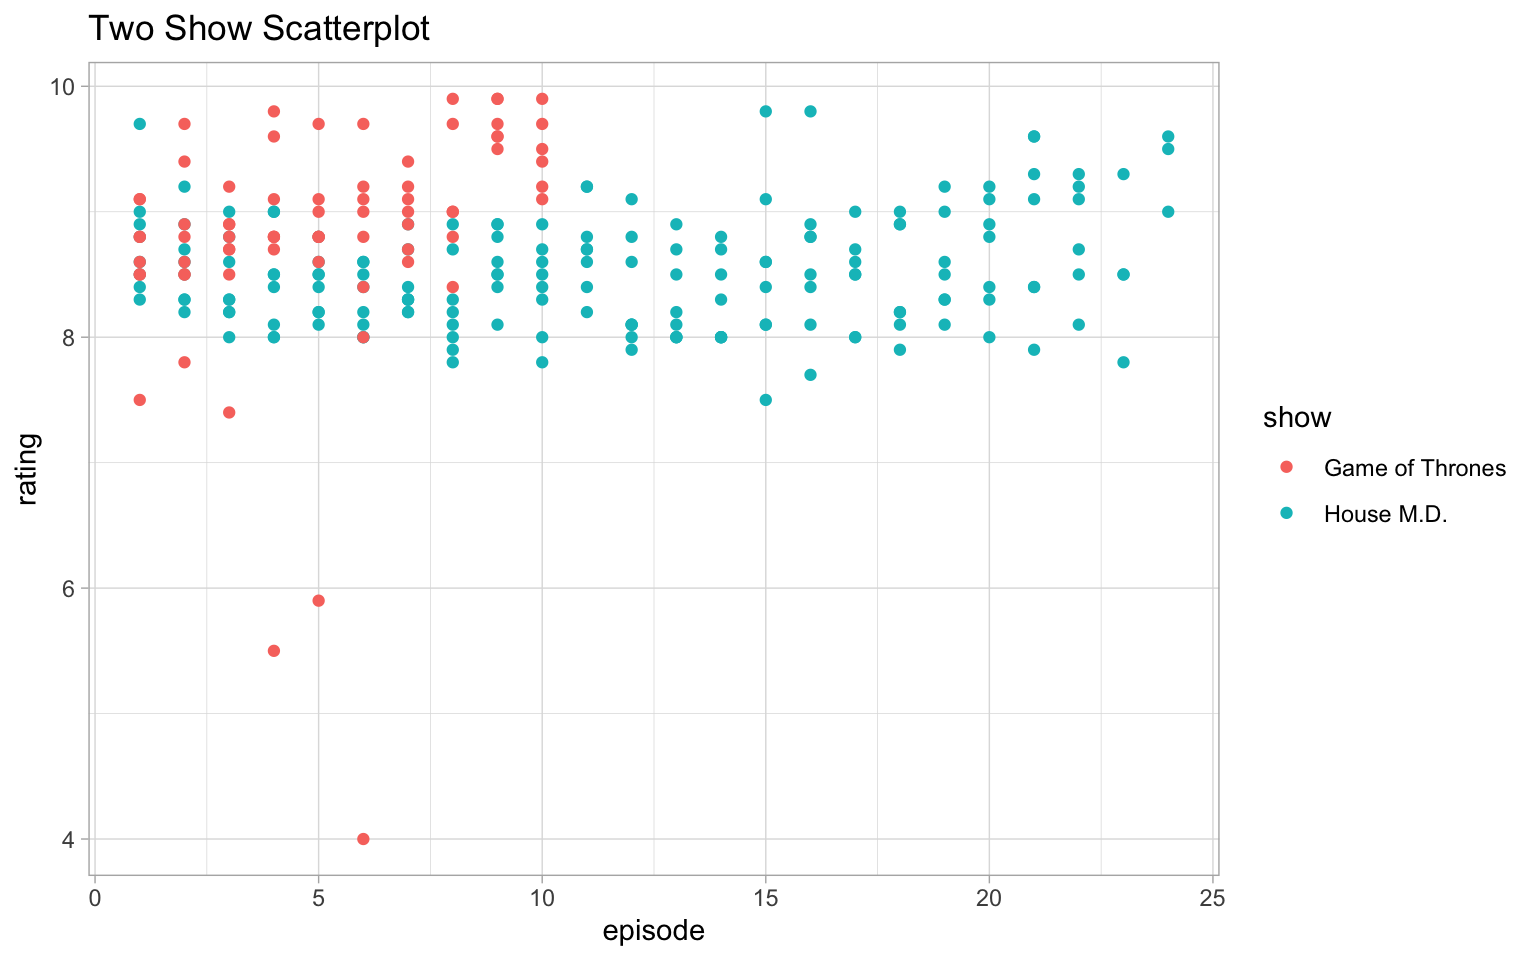 Two Show Scatterplot
10
8
6
4
rating
0 5 10 15 20 25
episode
show
Game of Thrones
House M.D.